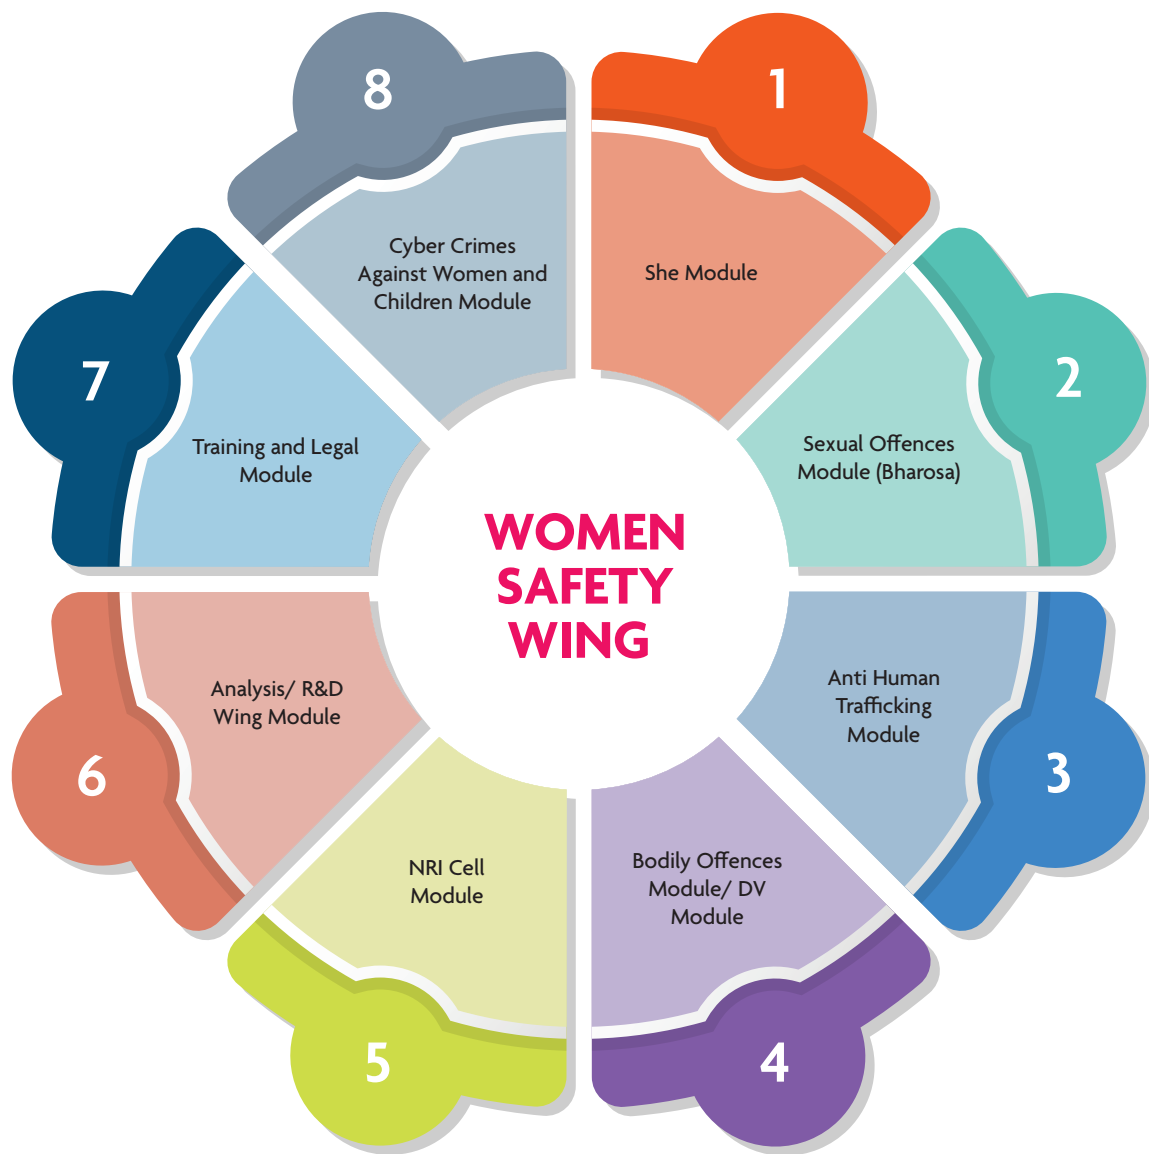 WOMEN
SAFETY
WING
1
She Module
2
Sexual Offences
Module (Bharosa)
3
Anti Human
Trafficking
Module
4
Bodily Offences
Module/ DV
Module
5
NRI Cell
Module
6
Analysis/ R&D
Wing Module
7
Training and Legal
Module
8
Cyber Crimes
Against Women and
Children Module